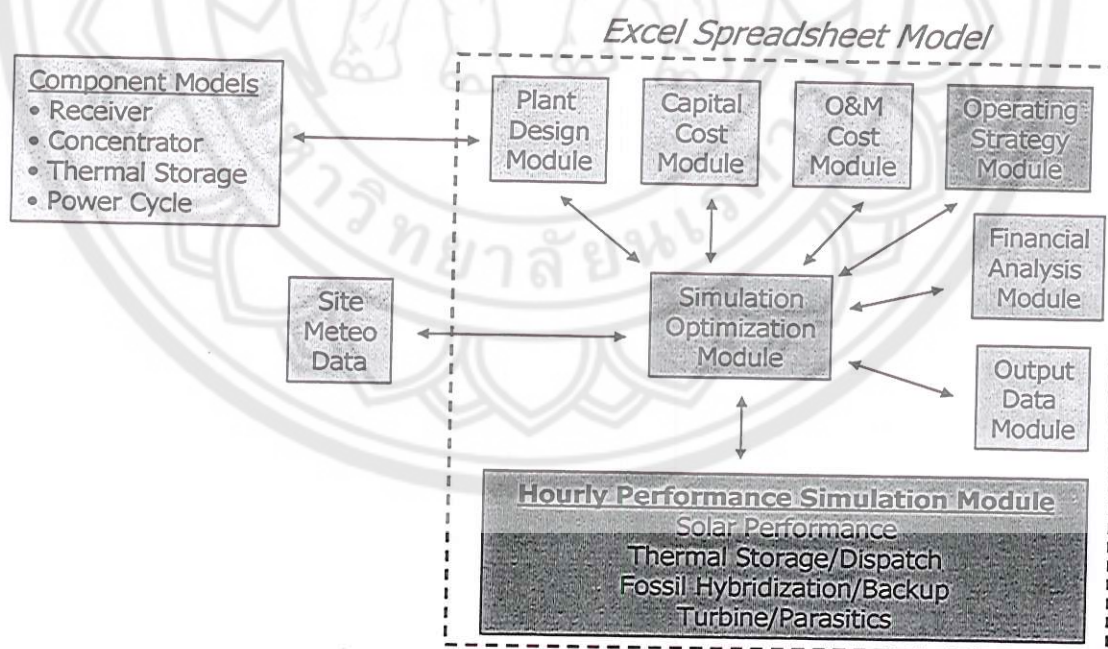 Excel Spreadsheet Model
Component Models
• Receiver
• Concentrator
• Thermal Storage
• Power Cycle
Plant
Design
Module
Capital
Cost
Module
O&M
Cost
Module
Operating
Strategy
Module
Financial
Analysis
Module
Site
Meteo
Data
Simulation
Optimization
Module
Output
Data
Module
Hourly Performance Simulation Module
Solar Performance
Thermal Storage/Dispatch
Fossil Hybridization/Backup
Turbine/Parasitics